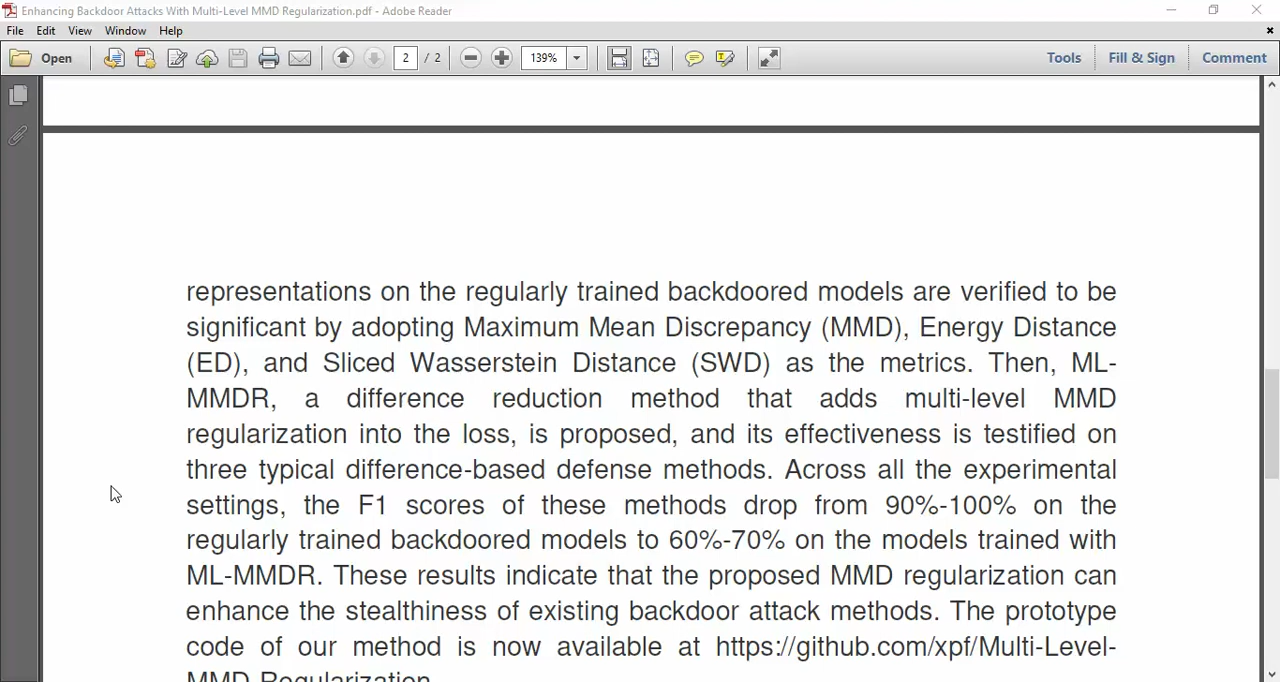 Enhancing Backdoor Attacks With Multi-Level MMD Regularization.pdf - Adobe Reader
File Edit View Window Help
Open 2 / 2 139% Tools Fill & Sign Comment
representations on the regularly trained backdoored models are verified to be
significant by adopting Maximum Mean Discrepancy (MMD), Energy Distance
(ED), and Sliced Wasserstein Distance (SWD) as the metrics. Then, ML-
MMDR, a difference reduction method that adds multi-level MMD
regularization into the loss, is proposed, and its effectiveness is testified on
three typical difference-based defense methods. Across all the experimental
settings, the F1 scores of these methods drop from 90%-100% on the
regularly trained backdoored models to 60%-70% on the models trained with
ML-MMDR. These results indicate that the proposed MMD regularization can
enhance the stealthiness of existing backdoor attack methods. The prototype
code of our method is now available at https://github.com/xpf/Multi-Level-
MMD-Regularization.